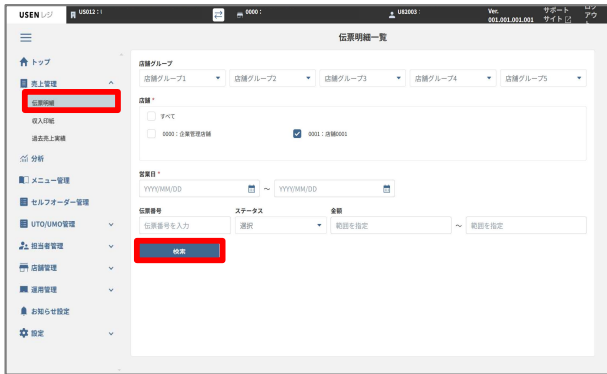 USEN レジ
US012 :
0000 :
US2003 :
Ver.
001.001.001.001
サポート
サイト
ログ
アウ
伝票明細一覧
トップ
売上管理
伝票明細
収入印紙
過去売上実績
分析
メニュー管理
セルフオーダー管理
UTO/UMO管理
担当者管理
店舗管理
運用管理
お知らせ設定
設定
店舗グループ
店舗グループ1
店舗グループ2
店舗グループ3
店舗グループ4
店舗グループ5
店舗 *
すべて
0000：企業管理店舗
0001：店舗0001
営業日 *
YYYY/MM/DD
～
YYYY/MM/DD
伝票番号
ステータス
金額
伝票番号を入力
選択
範囲を指定
～
範囲を指定
検索